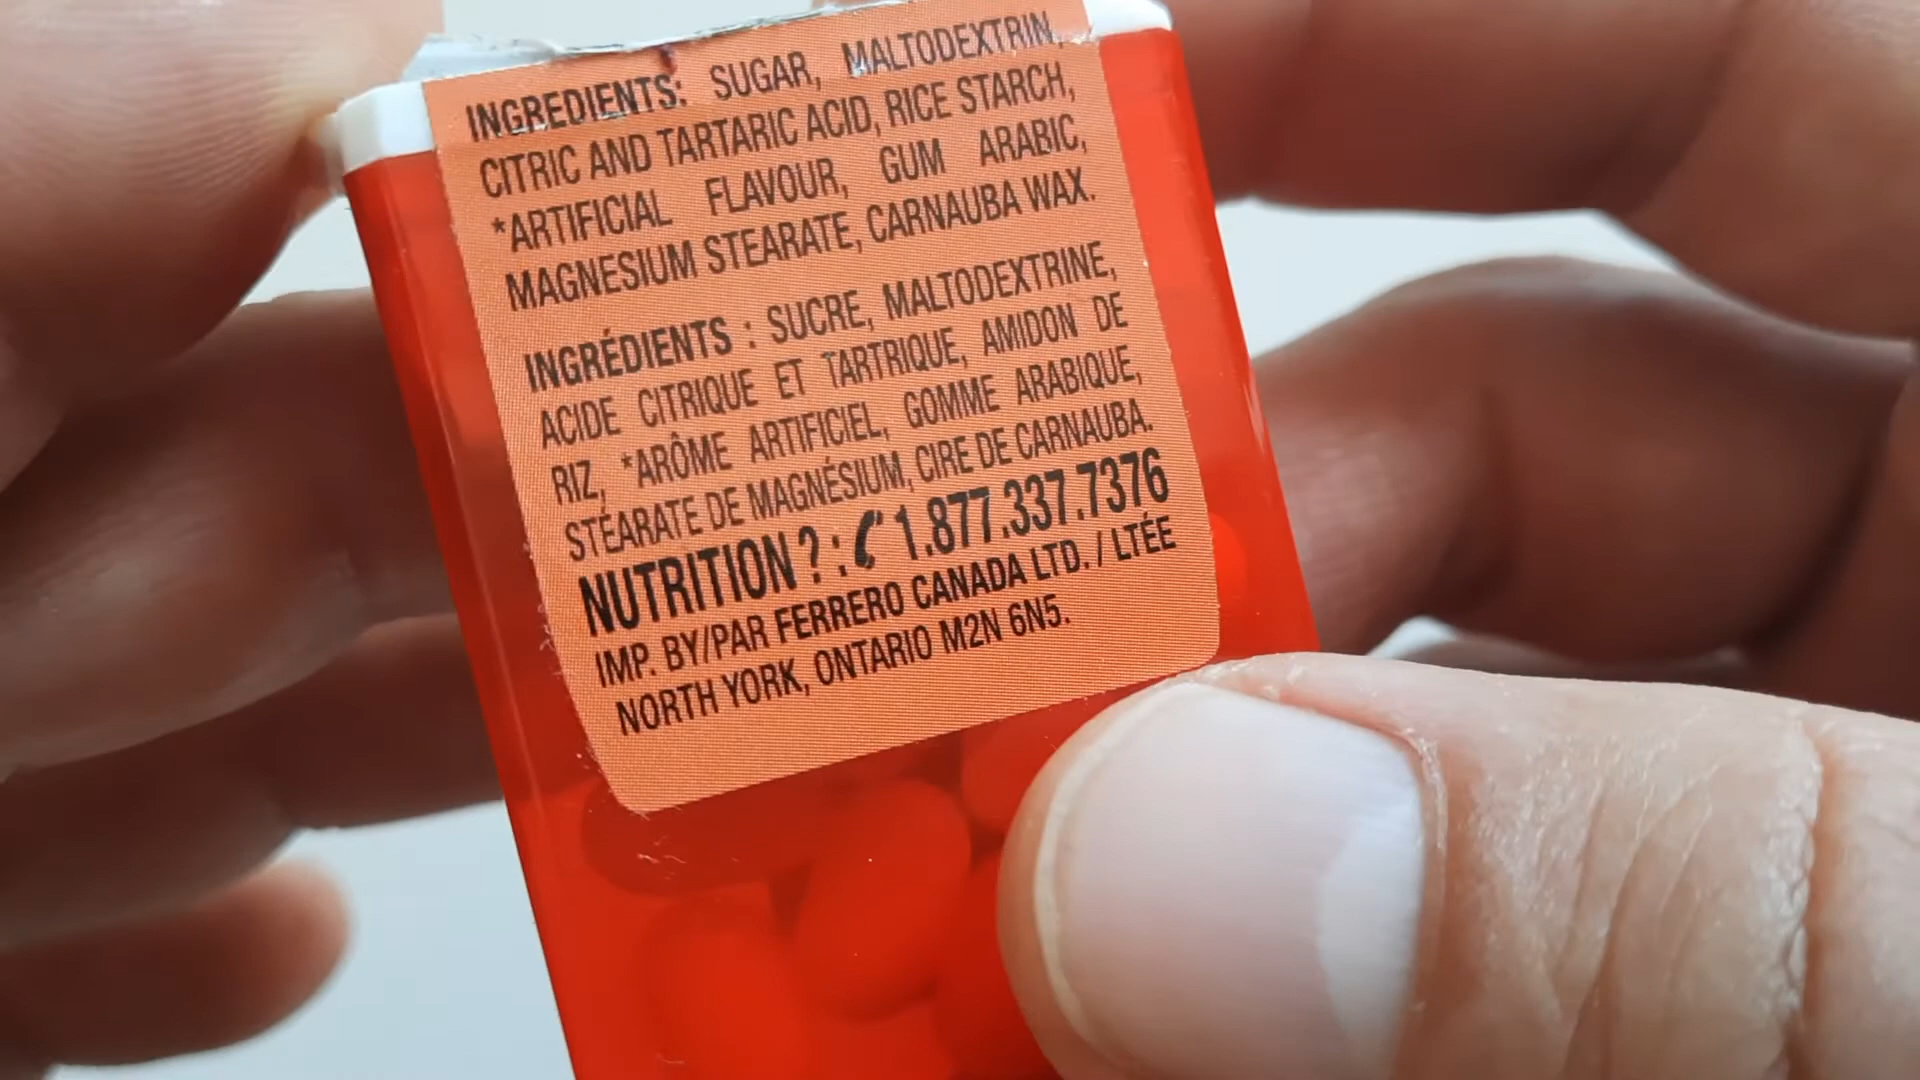 INGREDIENTS: SUGAR, MALTODEXTRIN,
CITRIC AND TARTARIC ACID, RICE STARCH,
*ARTIFICIAL FLAVOUR, GUM ARABIC,
MAGNESIUM STEARATE, CARNAUBA WAX.
INGRÉDIENTS : SUCRE, MALTODEXTRINE,
ACIDE CITRIQUE ET TARTRIQUE, AMIDON DE
RIZ, *ARÔME ARTIFICIEL, GOMME ARABIQUE,
STÉARATE DE MAGNÉSIUM, CIRE DE CARNAUBA.
NUTRITION ? : 1.877.337.7376
IMP. BY/PAR FERRERO CANADA LTD. / LTÉE
NORTH YORK, ONTARIO M2N 6N5.